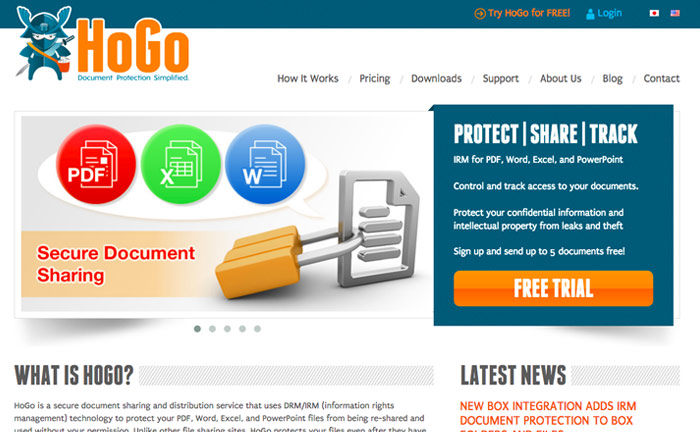 Try HoGo for FREE!
Login
HoGo
Document Protection Simplified.
How It Works / Pricing / Downloads / Support / About Us / Blog / Contact
PDF
X
W
Secure Document
Sharing
PROTECT | SHARE | TRACK
IRM for PDF, Word, Excel, and PowerPoint
Control and track access to your documents.
Protect your confidential information and
intellectual property from leaks and theft
Sign up and send up to 5 documents free!
FREE TRIAL
WHAT IS HOGO?
HoGo is a secure document sharing and distribution service that uses DRM/IRM (information rights
management) technology to protect your PDF, Word, Excel, and PowerPoint files from being re-shared and
used without your permission. Unlike other file sharing sites, HoGo protects your files even after they have
LATEST NEWS
NEW BOX INTEGRATION ADDS IRM
DOCUMENT PROTECTION TO BOX
FOLDERS AND FILES